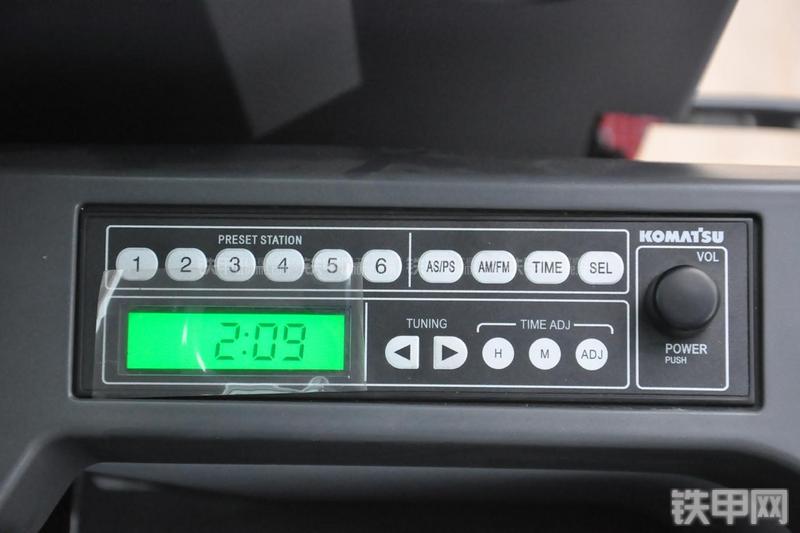 PRESET STATION
KOMATSU
1 2 3 4 5 6 AS/PS AM/FM TIME SEL
VOL
2:09
TUNING
TIME ADJ
H M ADJ
POWER
PUSH
铁甲网